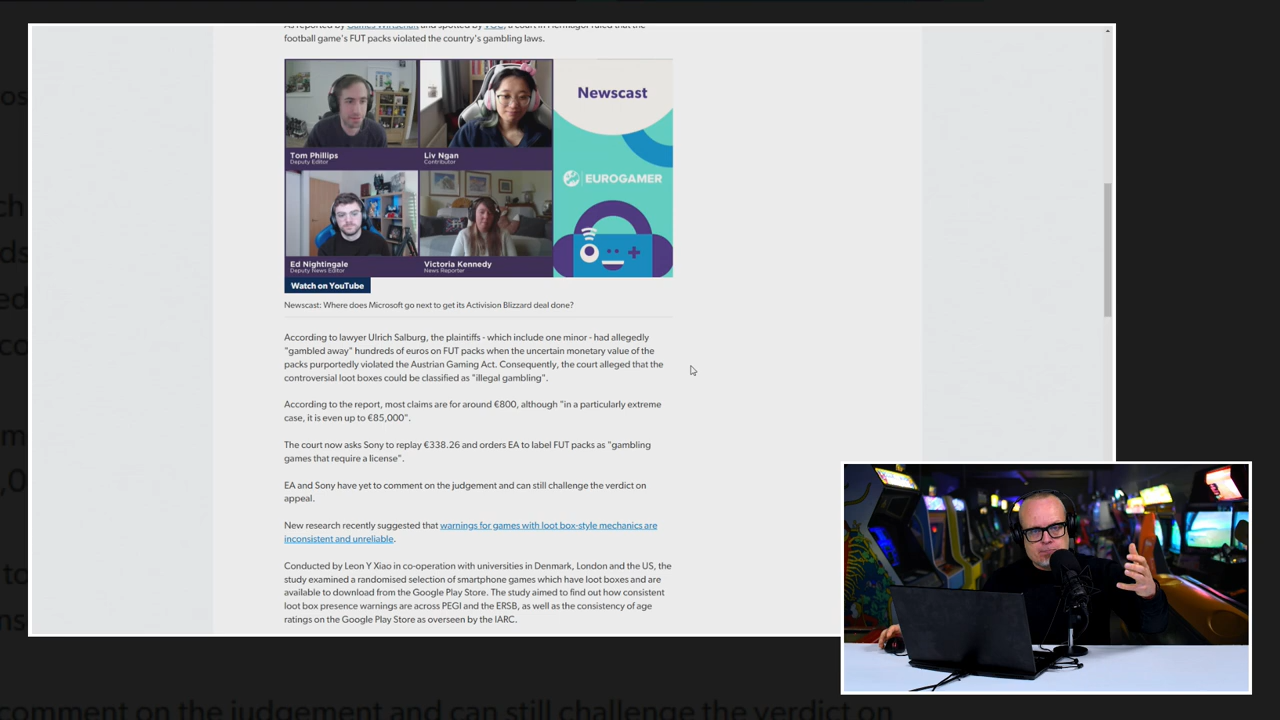 football game's FUT packs violated the country's gambling laws.
Newscast
Tom Phillips
Deputy Editor
Liv Ngan
Contributor
EUROGAMER
Ed Nightingale
Deputy News Editor
Victoria Kennedy
News Reporter
Watch on YouTube
Newscast: Where does Microsoft go next to get its Activision Blizzard deal done?
According to lawyer Ulrich Salburg, the plaintiffs - which include one minor - had allegedly
"gambled away" hundreds of euros on FUT packs when the uncertain monetary value of the
packs purportedly violated the Austrian Gaming Act. Consequently, the court alleged that the
controversial loot boxes could be classified as "illegal gambling".
According to the report, most claims are for around €800, although "in a particularly extreme
case, it is even up to €85,000".
The court now asks Sony to replay €338.26 and orders EA to label FUT packs as "gambling
games that require a license".
EA and Sony have yet to comment on the judgement and can still challenge the verdict on
appeal.
New research recently suggested that warnings for games with loot box-style mechanics are
inconsistent and unreliable.
Conducted by Leon Y Xiao in co-operation with universities in Denmark, London and the US, the
study examined a randomised selection of smartphone games which have loot boxes and are
available to download from the Google Play Store. The study aimed to find out how consistent
loot box presence warnings are across PEGI and the ERSB, as well as the consistency of age
ratings on the Google Play Store as overseen by the IARC.
comment on the judgement and can still challenge the verdict on